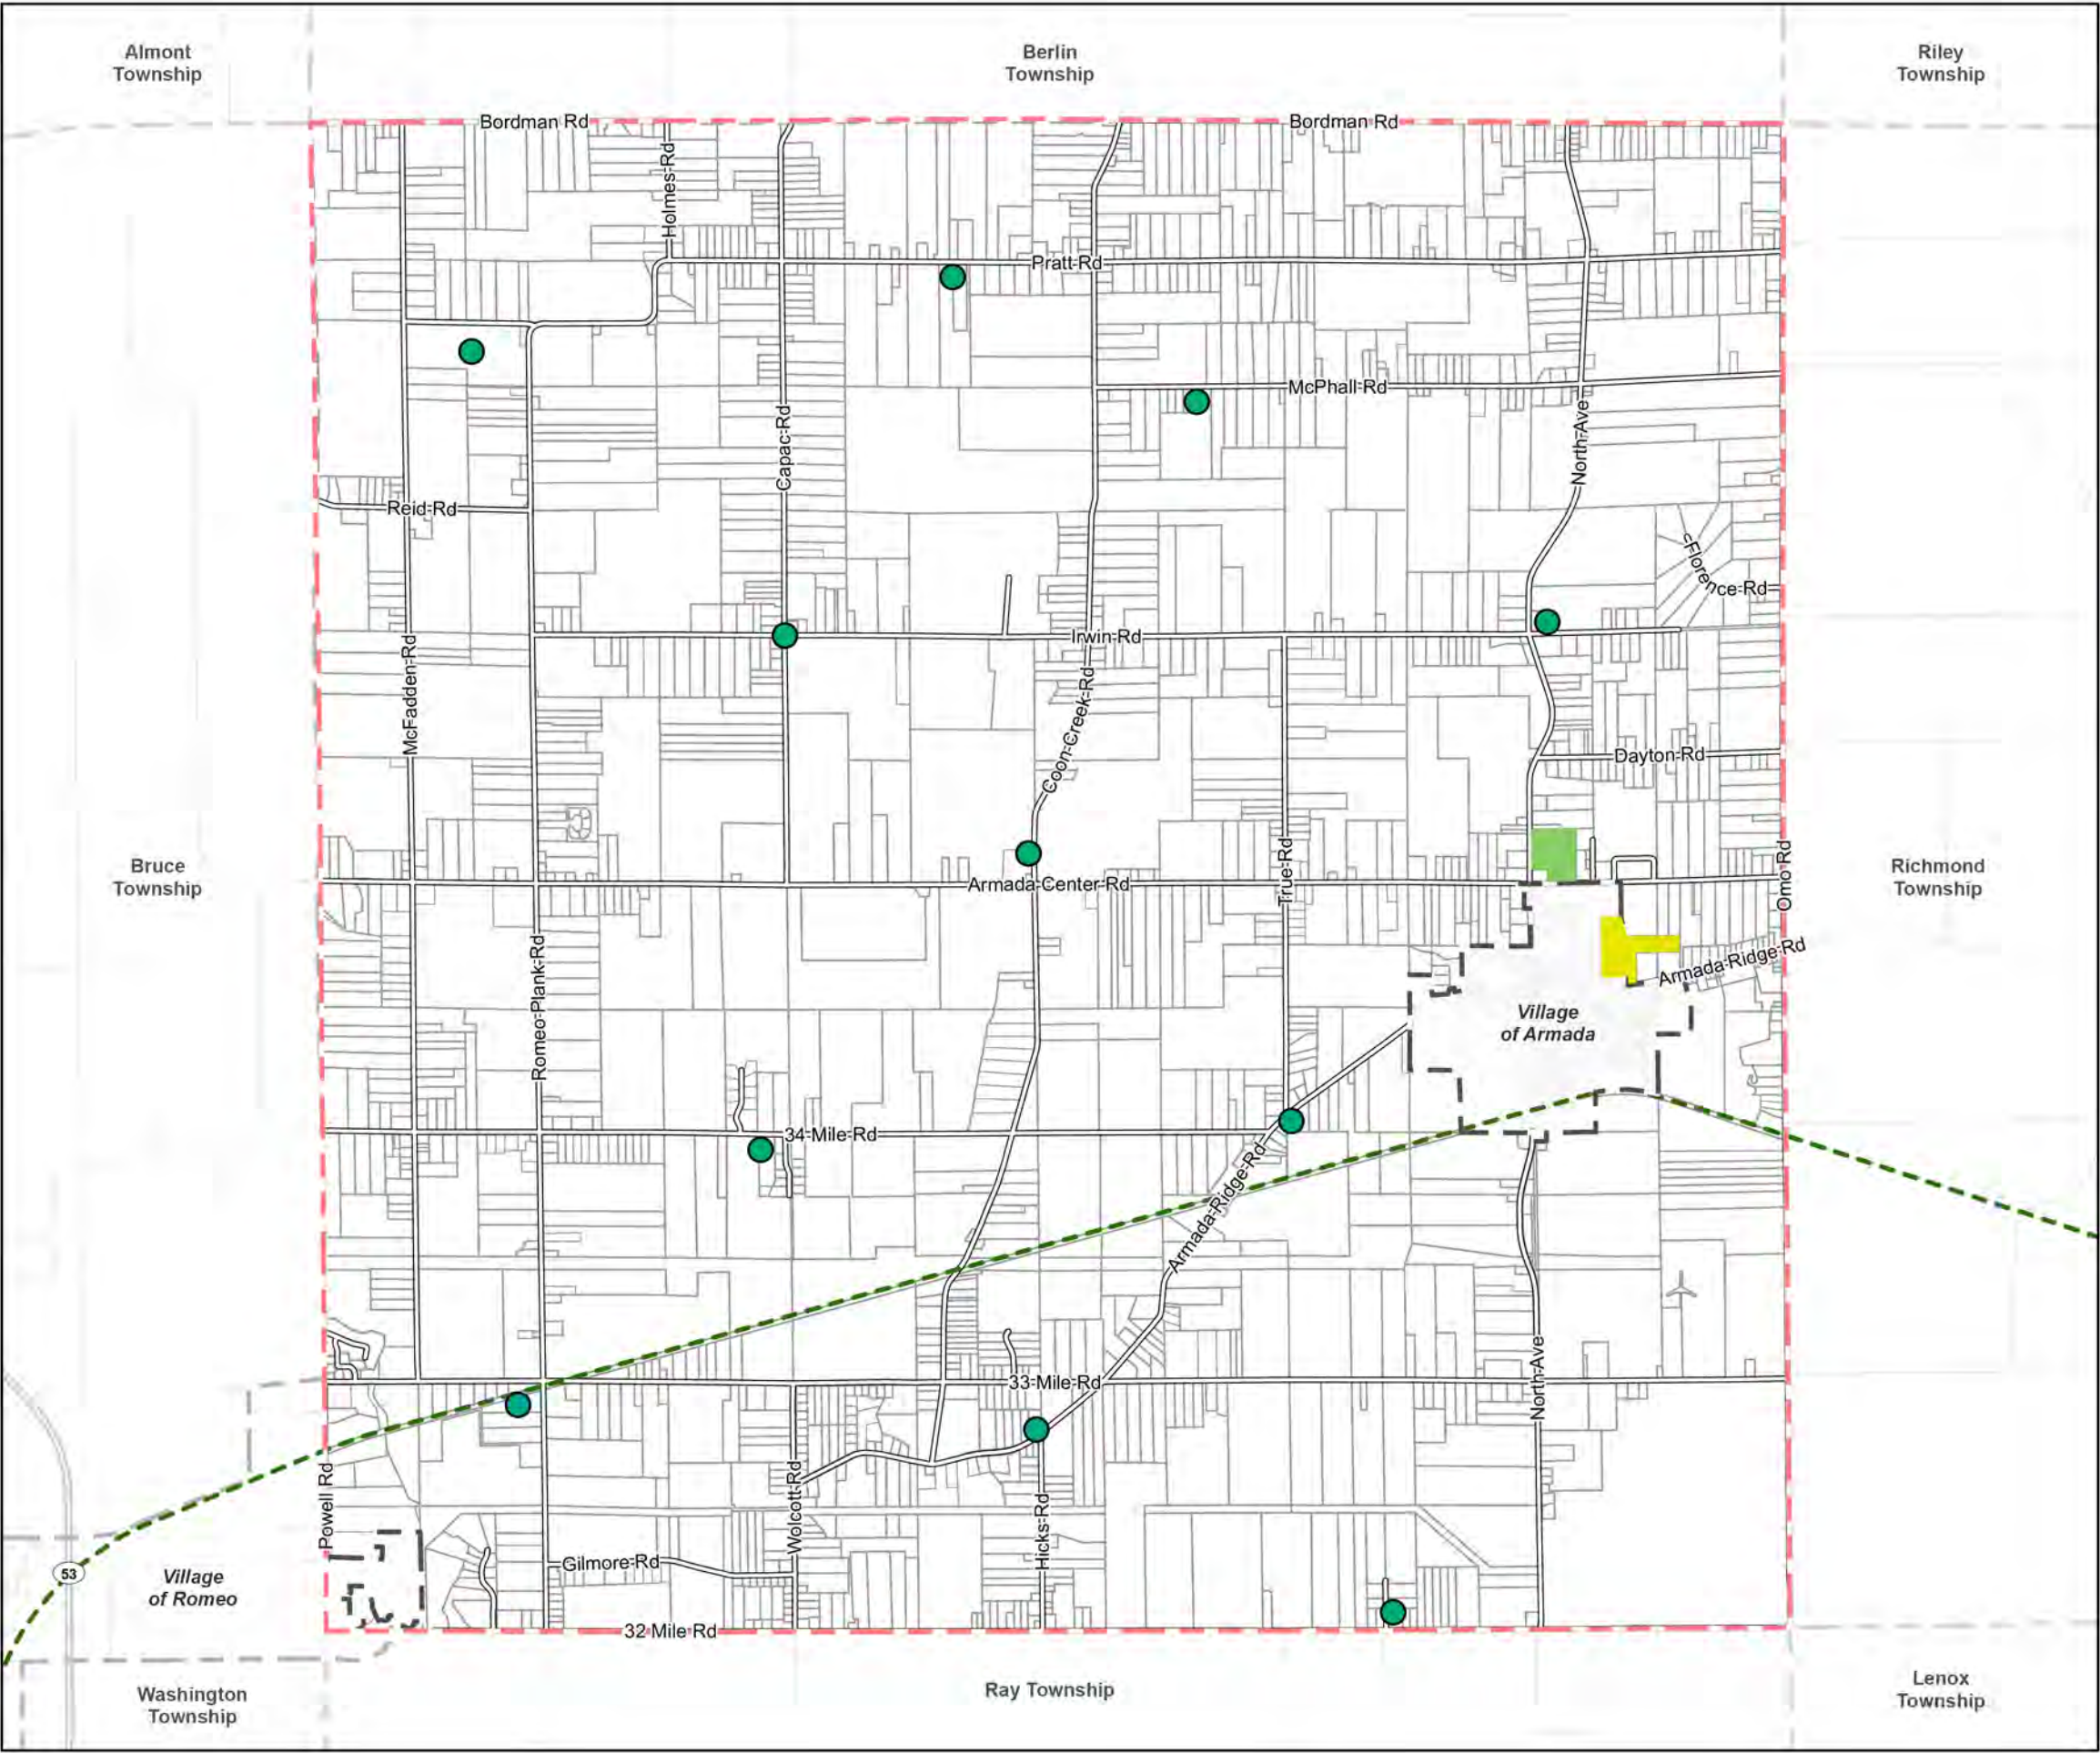 Almont
Township
Berlin
Township
Riley
Township
Bordman Rd
Bordman Rd
Holmes-Rd
Pratt-Rd
McPhall-Rd
Capac-Rd
North-Ave
Reid-Rd
Florence-Rd
Irwin-Rd
McFadden-Rd
Coon-Creek-Rd
Dayton-Rd
Bruce
Township
True-Rd
Omo Rd
Richmond
Township
Armada-Center-Rd
Romeo-Plank-Rd
Armada-Ridge-Rd
Village
of Armada
34-Mile-Rd
Armada-Ridge-Rd
33-Mile-Rd
North-Ave
Powell Rd
Wolcott-Rd
Hicks-Rd
Gilmore-Rd
53
Village
of Romeo
32 Mile Rd
Washington
Township
Ray Township
Lenox
Township